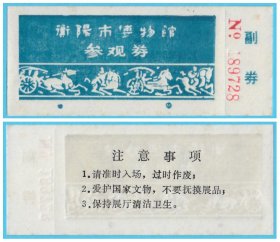 衡陽市博物馆
参观券
副券
№ 189728
注意事项
1.请准时入场，过时作废；
2.爱护国家文物，不要抚摸展品；
3.保持展厅清洁卫生。